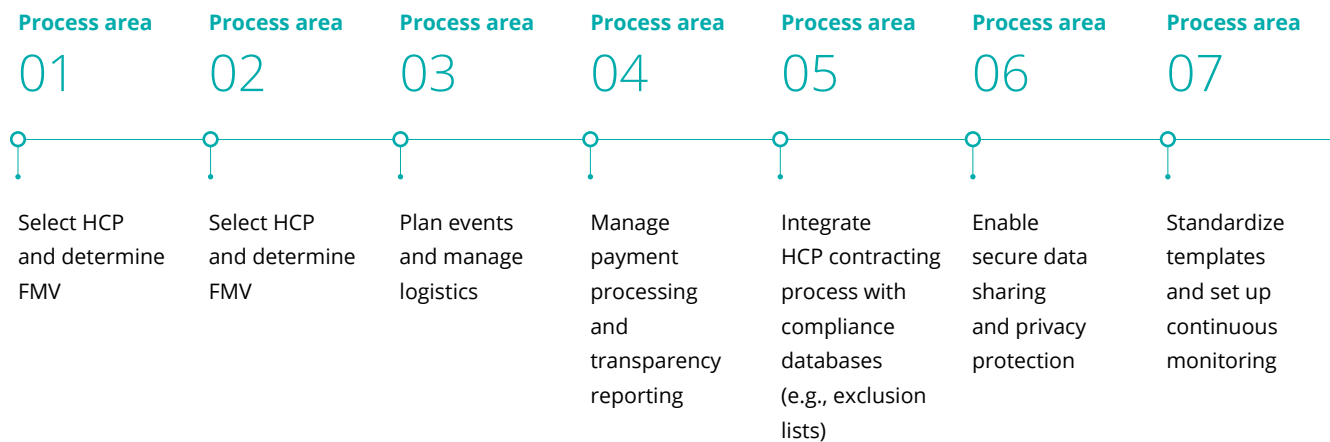 Process area
01
Select HCP
and determine
FMV
Process area
02
Select HCP
and determine
FMV
Process area
03
Plan events
and manage
logistics
Process area
04
Manage
payment
processing
and
transparency
reporting
Process area
05
Integrate
HCP contracting
process with
compliance
databases
(e.g., exclusion
lists)
Process area
06
Enable
secure data
sharing
and privacy
protection
Process area
07
Standardize
templates
and set up
continuous
monitoring